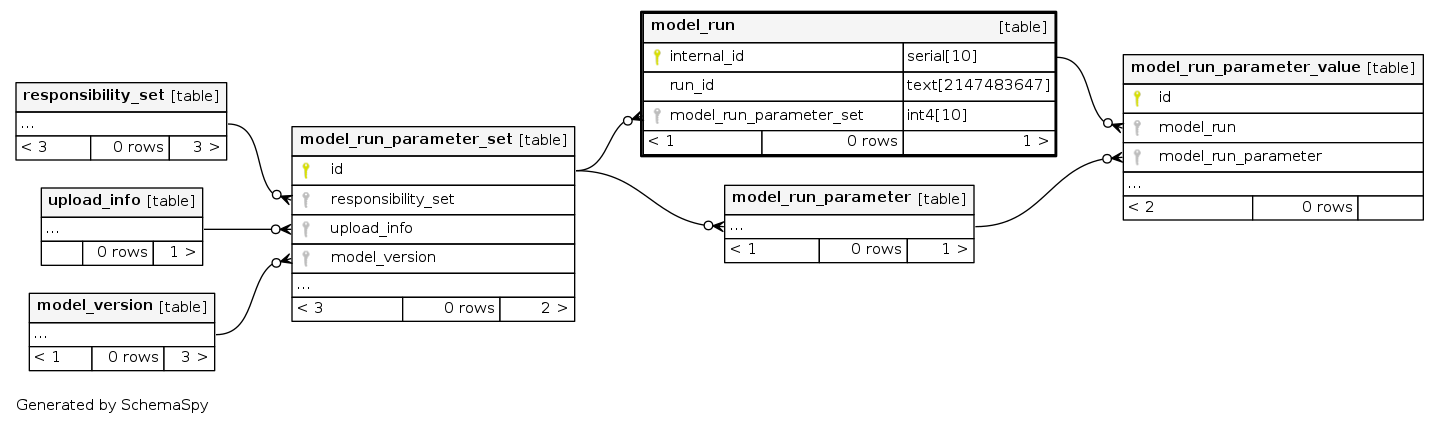 responsibility_set [table]
...
< 3 0 rows 3 >
upload_info [table]
...
0 rows 1 >
model_version [table]
...
< 1 0 rows 3 >
model_run_parameter_set [table]
id
responsibility_set
upload_info
model_version
...
< 3 0 rows 2 >
model_run [table]
internal_id serial[10]
run_id text[2147483647]
model_run_parameter_set int4[10]
< 1 0 rows 1 >
model_run_parameter [table]
...
< 1 0 rows 1 >
model_run_parameter_value [table]
id
model_run
model_run_parameter
...
< 2 0 rows
Generated by SchemaSpy